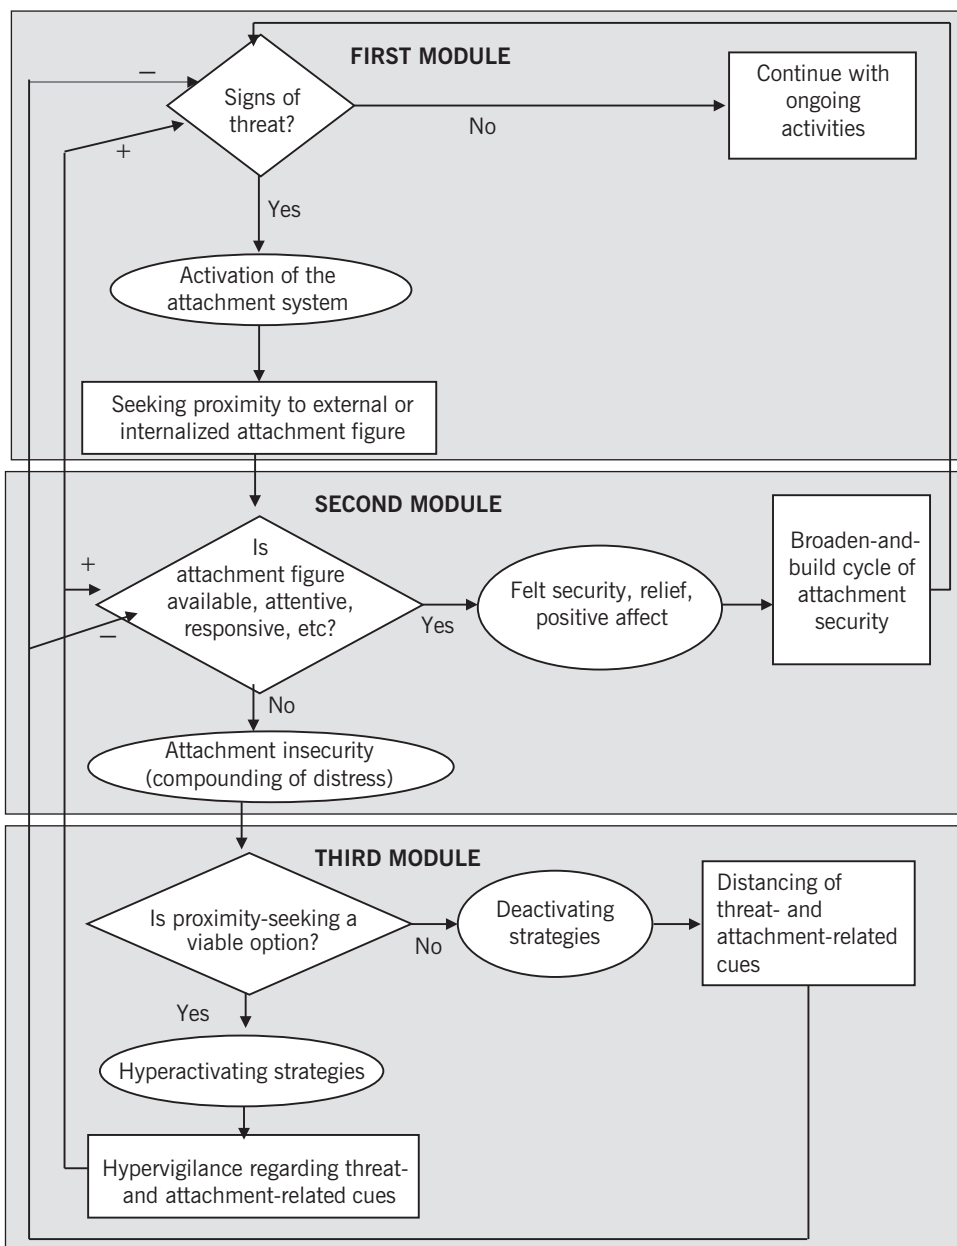 FIRST MODULE
–
Signs of
threat?
No
Continue with
ongoing
activities
+
Yes
Activation of the
attachment system
Seeking proximity to external or
internalized attachment figure
SECOND MODULE
+
Is
attachment figure
available, attentive,
responsive, etc?
–
Yes
Felt security, relief,
positive affect
Broaden-and-
build cycle of
attachment
security
No
Attachment insecurity
(compounding of distress)
THIRD MODULE
Is proximity-seeking a
viable option?
No
Deactivating
strategies
Distancing of
threat- and
attachment-related
cues
Yes
Hyperactivating strategies
Hypervigilance regarding threat-
and attachment-related cues